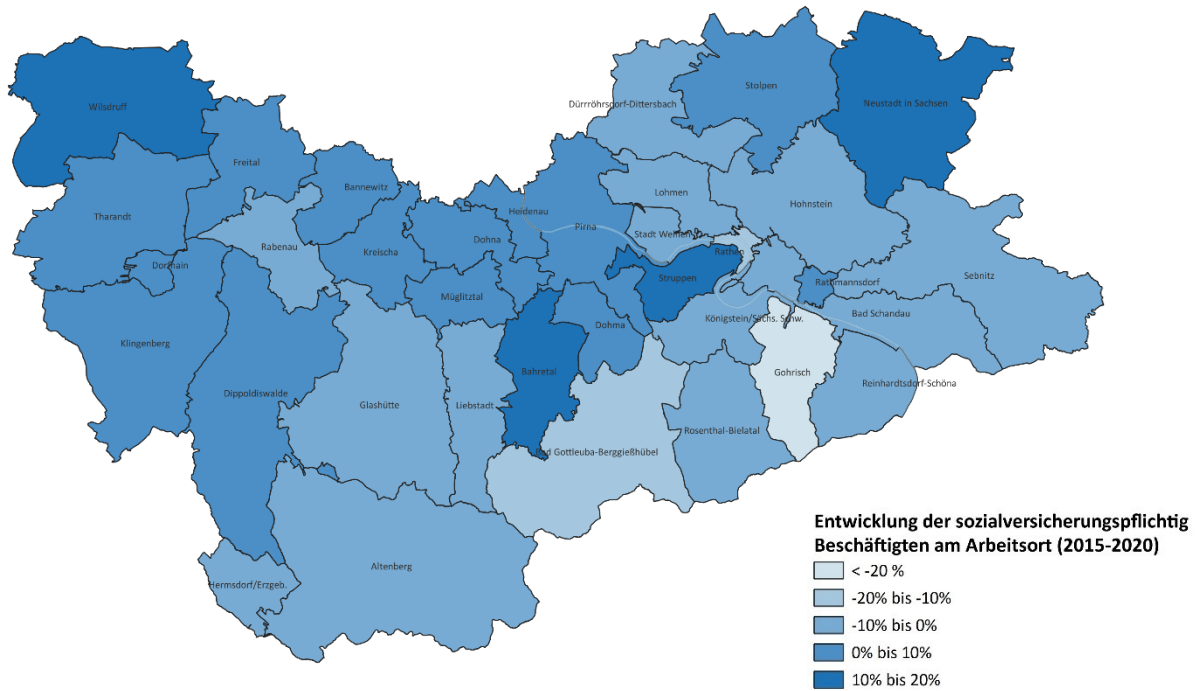 Wilsdruff
Dürrröhrsdorf-Dittersbach
Stolpen
Neustadt in Sachsen
Freital
Bannewitz
Tharandt
Lohmen
Hohnstein
Heidenau
Pirna
Dohna
Stadt Wehlen
Rabenau
Kreischa
Rathen
Dorfhain
Struppen
Rathmannsdorf
Sebnitz
Müglitztal
Bad Schandau
Königstein/Sächs. Schw.
Dohma
Klingenberg
Bahretal
Gohrisch
Reinhardtsdorf-Schöna
Dippoldiswalde
Glashütte
Liebstadt
Rosenthal-Bielatal
Bad Gottleuba-Berggießhübel
Altenberg
Hermsdorf/Erzgeb.
Entwicklung der sozialversicherungspflichtig
Beschäftigten am Arbeitsort (2015-2020)
< -20 %
-20% bis -10%
-10% bis 0%
0% bis 10%
10% bis 20%